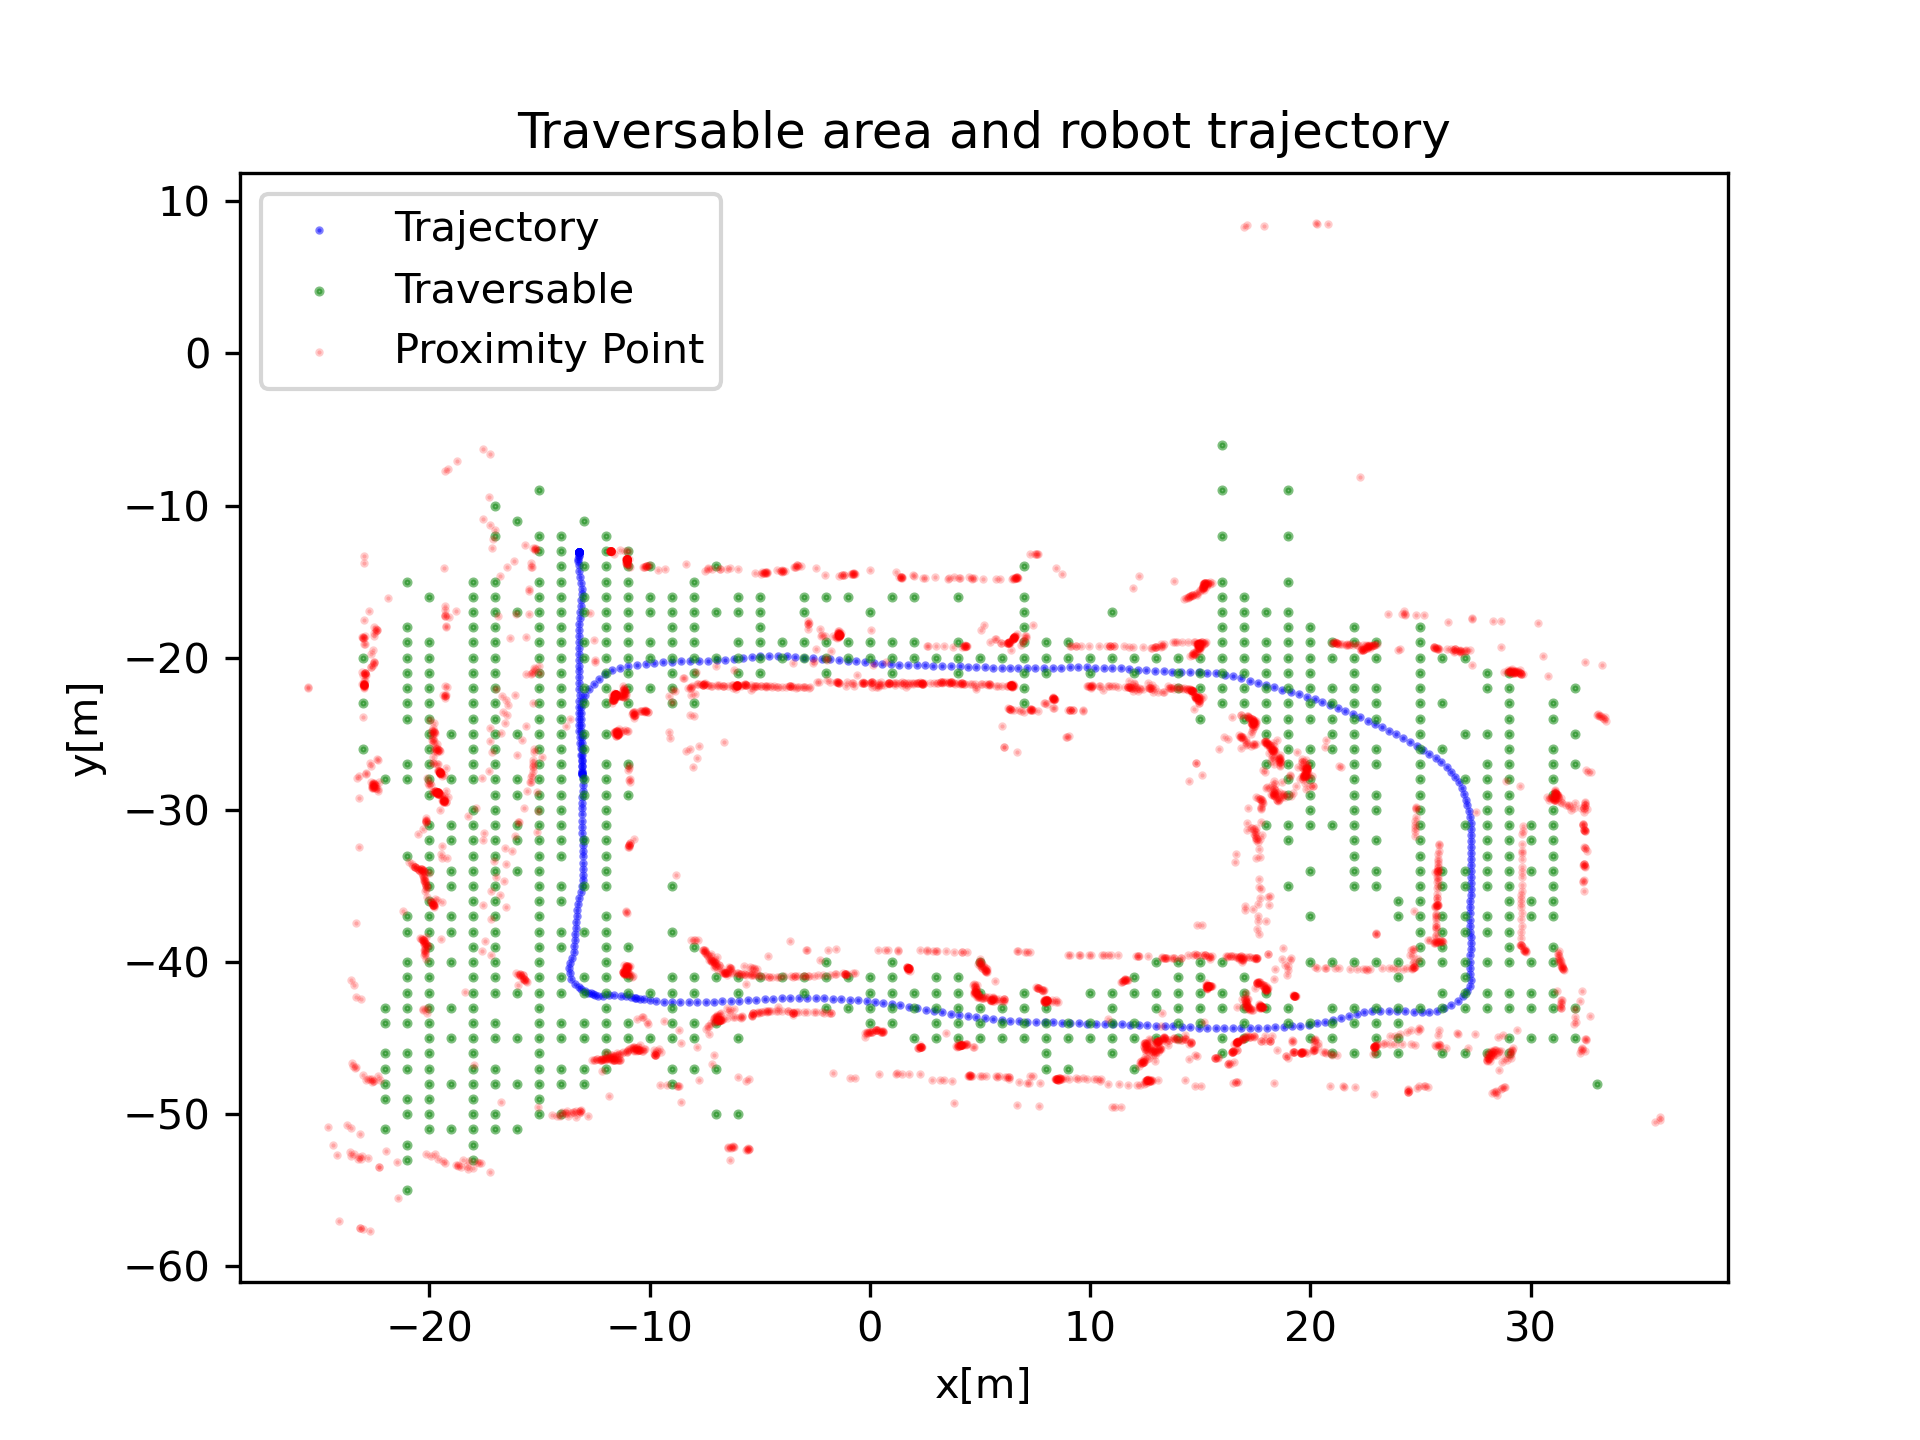 Traversable area and robot trajectory
Trajectory
Traversable
Proximity Point
10
0
−10
−20
−30
−40
−50
−60
y[m]
−20
−10
0
10
20
30
x[m]